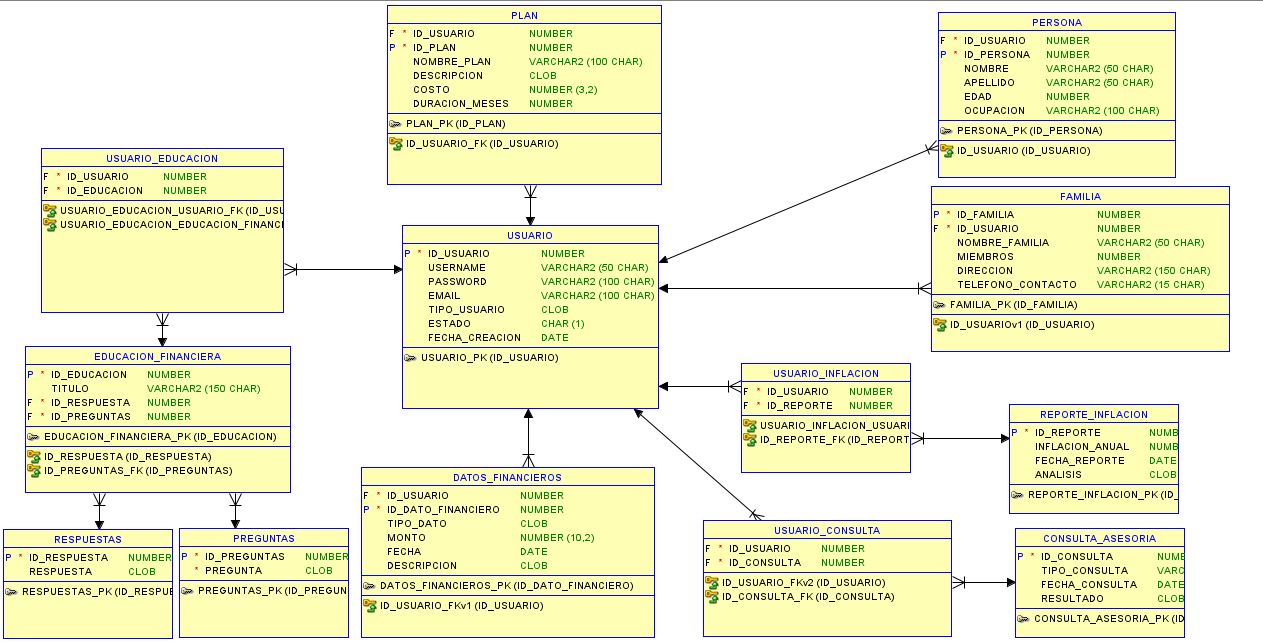 PLAN
F * ID_USUARIO NUMBER
P * ID_PLAN NUMBER
NOMBRE_PLAN VARCHAR2 (100 CHAR)
DESCRIPCION CLOB
COSTO NUMBER (3,2)
DURACION_MESES NUMBER
PLAN_PK (ID_PLAN)
ID_USUARIO_FK (ID_USUARIO)
PERSONA
F * ID_USUARIO NUMBER
P * ID_PERSONA NUMBER
NOMBRE VARCHAR2 (50 CHAR)
APELLIDO VARCHAR2 (50 CHAR)
EDAD NUMBER
OCUPACION VARCHAR2 (100 CHAR)
PERSONA_PK (ID_PERSONA)
ID_USUARIO (ID_USUARIO)
USUARIO_EDUCACION
F * ID_USUARIO NUMBER
F * ID_EDUCACION NUMBER
USUARIO_EDUCACION_USUARIO_FK (ID_USU
USUARIO_EDUCACION_EDUCACION_FINANCI
USUARIO
P * ID_USUARIO NUMBER
USERNAME VARCHAR2 (50 CHAR)
PASSWORD VARCHAR2 (100 CHAR)
EMAIL VARCHAR2 (100 CHAR)
TIPO_USUARIO CLOB
ESTADO CHAR (1)
FECHA_CREACION DATE
USUARIO_PK (ID_USUARIO)
FAMILIA
P * ID_FAMILIA NUMBER
F * ID_USUARIO NUMBER
NOMBRE_FAMILIA VARCHAR2 (50 CHAR)
MIEMBROS NUMBER
DIRECCION VARCHAR2 (150 CHAR)
TELEFONO_CONTACTO VARCHAR2 (15 CHAR)
FAMILIA_PK (ID_FAMILIA)
ID_USUARIOv1 (ID_USUARIO)
EDUCACION_FINANCIERA
P * ID_EDUCACION NUMBER
TITULO VARCHAR2 (150 CHAR)
F * ID_RESPUESTA NUMBER
F * ID_PREGUNTAS NUMBER
EDUCACION_FINANCIERA_PK (ID_EDUCACION)
ID_RESPUESTA (ID_RESPUESTA)
ID_PREGUNTAS_FK (ID_PREGUNTAS)
USUARIO_INFLACION
F * ID_USUARIO NUMBER
F * ID_REPORTE NUMBER
USUARIO_INFLACION_USUARI
ID_REPORTE_FK (ID_REPORT
REPORTE_INFLACION
P * ID_REPORTE NUMB
INFLACION_ANUAL NUMB
FECHA_REPORTE DATE
ANALISIS CLOB
REPORTE_INFLACION_PK (ID_
RESPUESTAS
P * ID_RESPUESTA NUMBER
RESPUESTA CLOB
RESPUESTAS_PK (ID_RESPUE
PREGUNTAS
P * ID_PREGUNTAS NUMBER
* PREGUNTA CLOB
PREGUNTAS_PK (ID_PREGUN
DATOS_FINANCIEROS
F * ID_USUARIO NUMBER
P * ID_DATO_FINANCIERO NUMBER
TIPO_DATO CLOB
MONTO NUMBER (10,2)
FECHA DATE
DESCRIPCION CLOB
DATOS_FINANCIEROS_PK (ID_DATO_FINANCIERO)
ID_USUARIO_FKv1 (ID_USUARIO)
USUARIO_CONSULTA
F * ID_USUARIO NUMBER
F * ID_CONSULTA NUMBER
ID_USUARIO_FKv2 (ID_USUARIO)
ID_CONSULTA_FK (ID_CONSULTA)
CONSULTA_ASESORIA
P * ID_CONSULTA NUME
TIPO_CONSULTA VARC
FECHA_CONSULTA DATE
RESULTADO CLOB
CONSULTA_ASESORIA_PK (ID